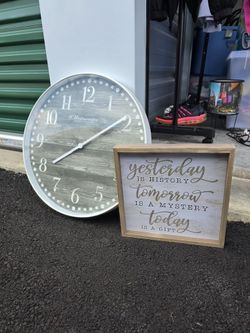 12
1
2
3
4
5
6
7
8
9
10
11
yesterday
IS HISTORY
tomorrow
IS A MYSTERY
today
IS A GIFT